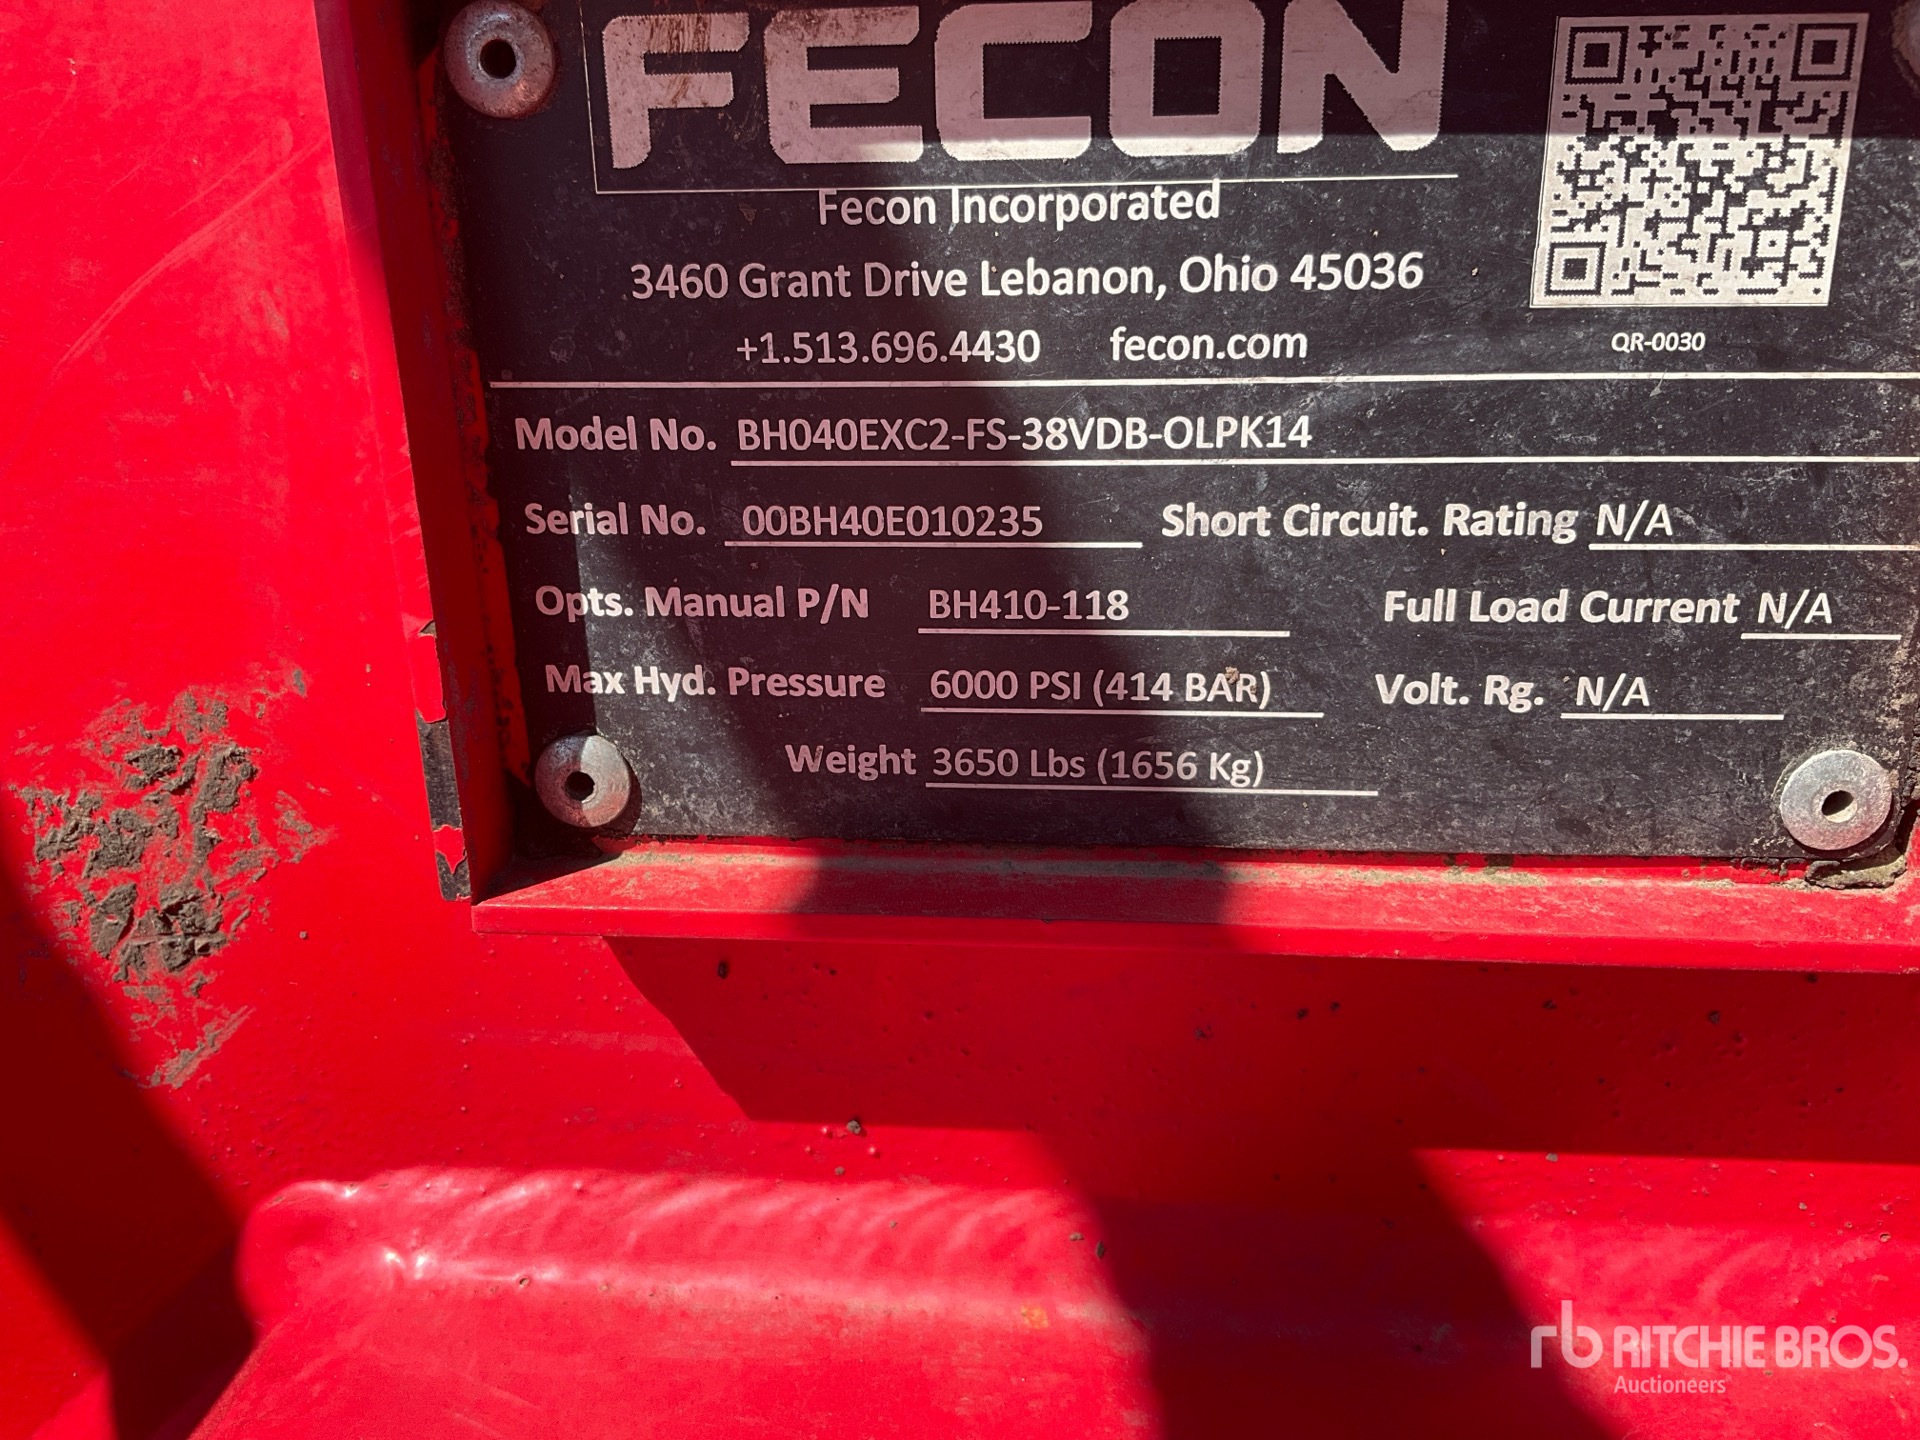 FECON
Fecon Incorporated
3460 Grant Drive Lebanon, Ohio 45036
+1.513.696.4430 fecon.com
QR-0030
Model No. BH040EXC2-FS-38VDB-OLPK14
Serial No. 00BH40E010235 Short Circuit. Rating N/A
Opts. Manual P/N BH410-118 Full Load Current N/A
Max Hyd. Pressure 6000 PSI (414 BAR) Volt. Rg. N/A
Weight 3650 Lbs (1656 Kg)
rb RITCHIE BROS.
Auctioneers